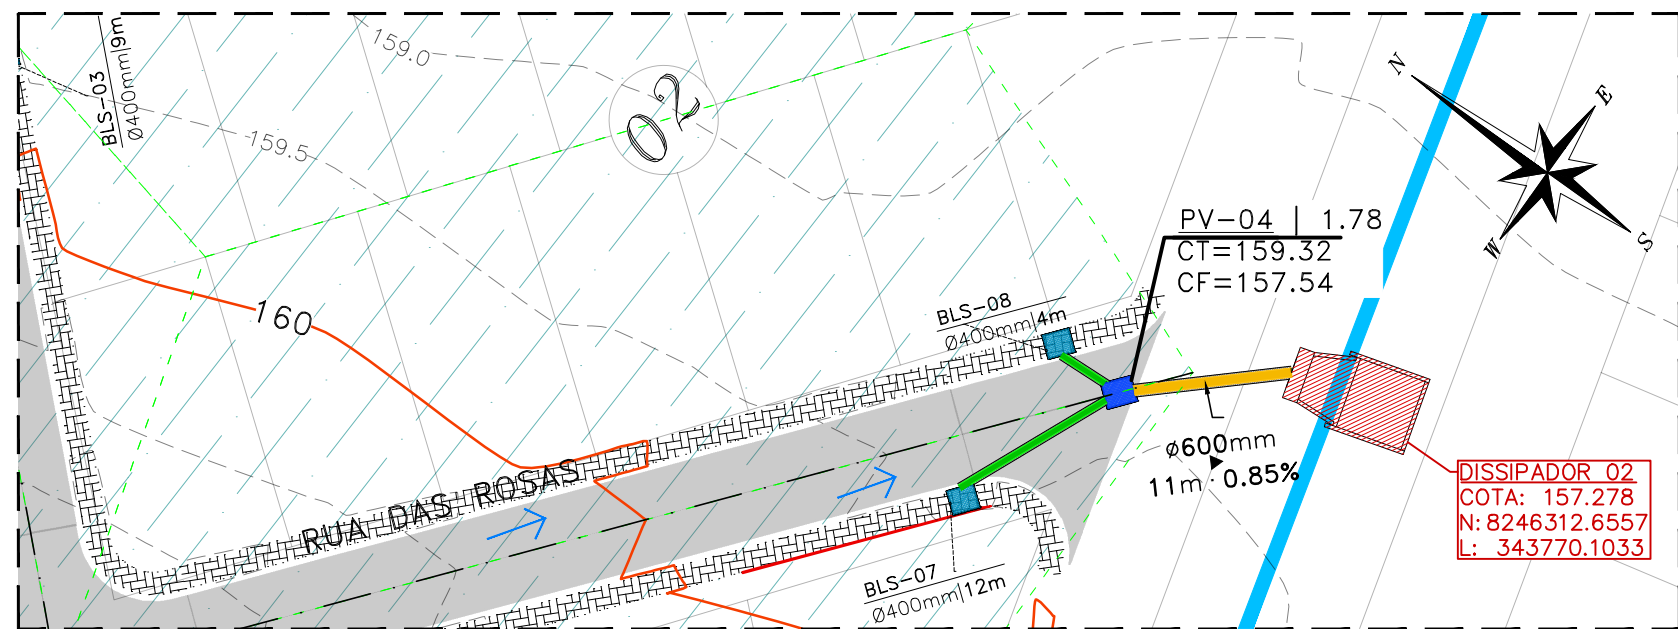 BLS-03
Ø400mm|9m
159.0
159.5
02
N
E
S
W
PV-04 | 1.78
CT=159.32
CF=157.54
160
BLS-08
Ø400mm|4m
RUA DAS ROSAS
ø600mm
11m · 0.85%
BLS-07
Ø400mm|12m
DISSIPADOR 02
COTA: 157.278
N: 8246312.6557
L: 343770.1033